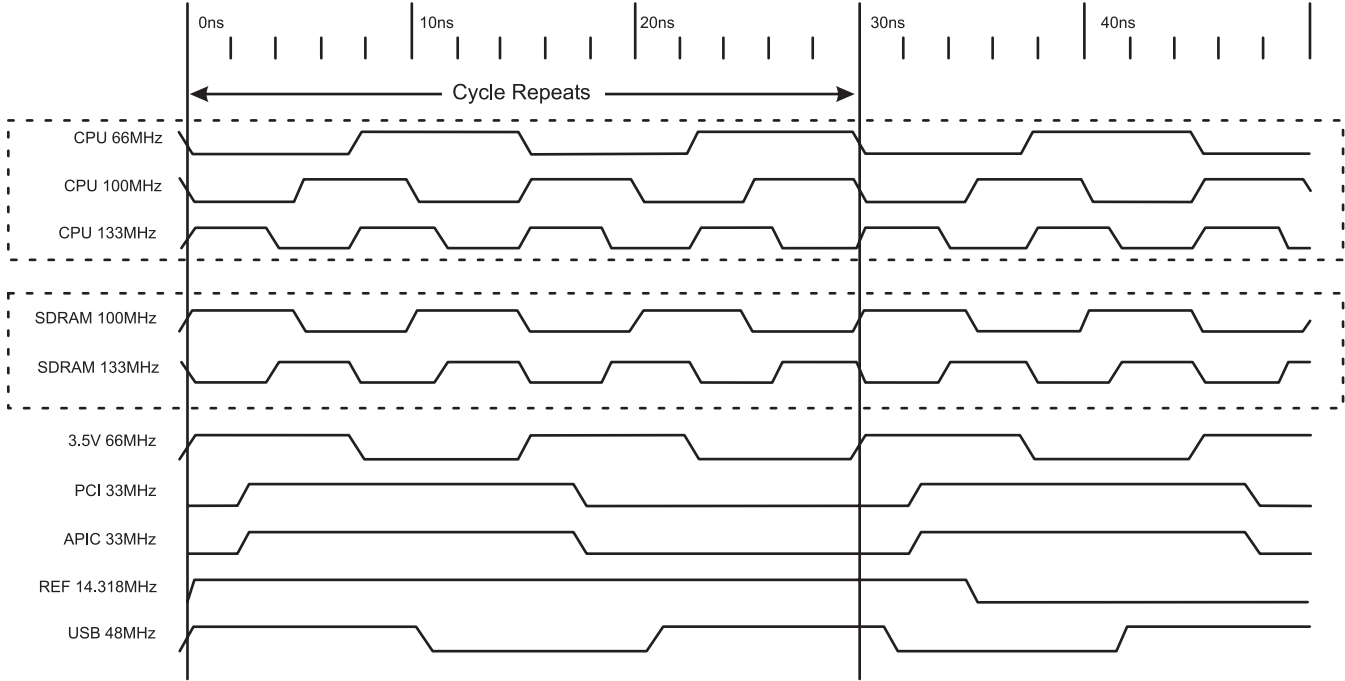 0ns
10ns
20ns
30ns
40ns
Cycle Repeats
CPU 66MHz
CPU 100MHz
CPU 133MHz
SDRAM 100MHz
SDRAM 133MHz
3.5V 66MHz
PCI 33MHz
APIC 33MHz
REF 14.318MHz
USB 48MHz